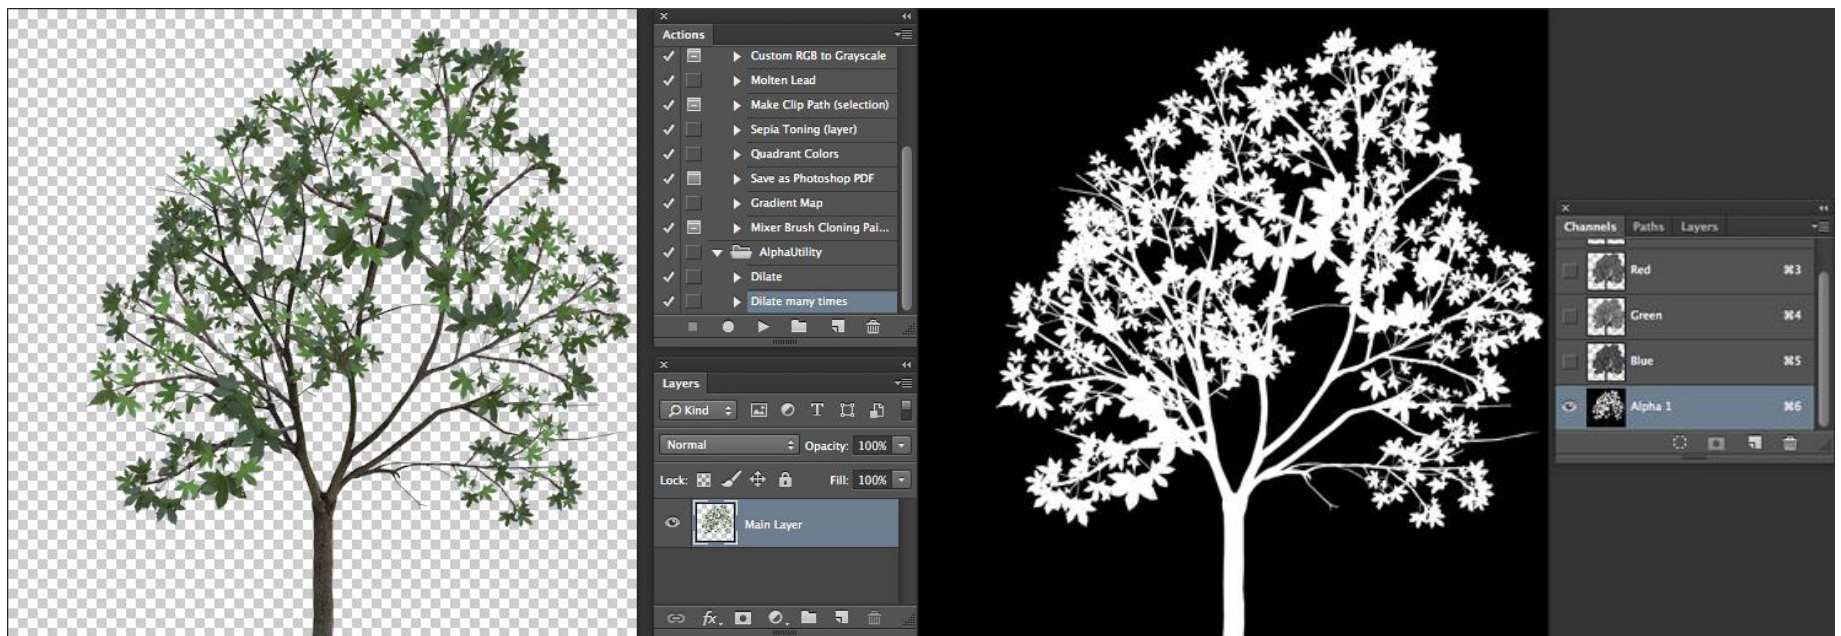 Actions
Custom RGB to Grayscale
Molten Lead
Make Clip Path (selection)
Sepia Toning (layer)
Quadrant Colors
Save as Photoshop PDF
Gradient Map
Mixer Brush Cloning Pai...
AlphaUtility
Dilate
Dilate many times
Layers
Kind
Normal
Opacity: 100%
Lock: Fill: 100%
Main Layer
fx
Channels Paths Layers
Red ⌘3
Green ⌘4
Blue ⌘5
Alpha 1 ⌘6